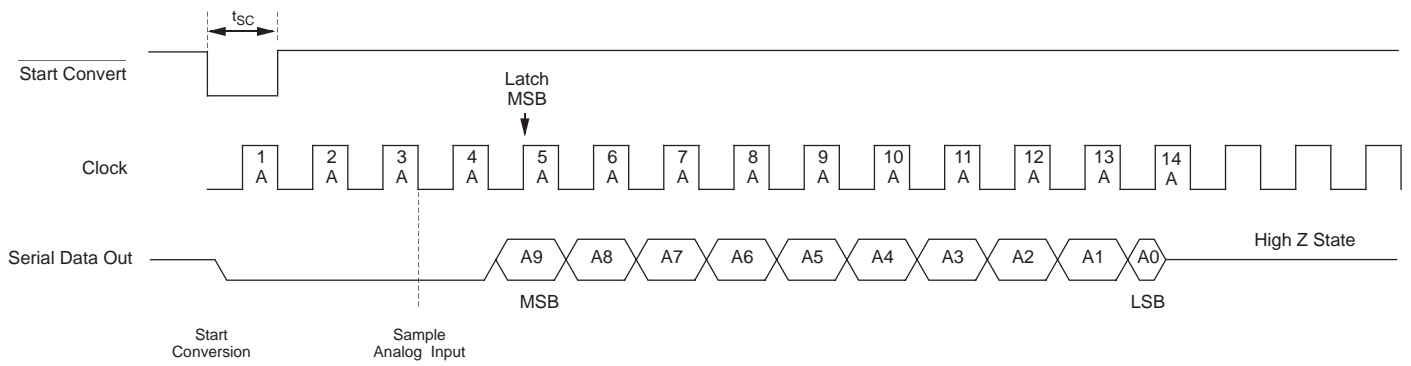 tSC
Start Convert
Latch
MSB
Clock
1 2 3 4 5 6 7 8 9 10 11 12 13 14
A A A A A A A A A A A A A A
Serial Data Out
A9 A8 A7 A6 A5 A4 A3 A2 A1 A0
High Z State
MSB
LSB
Start
Conversion
Sample
Analog Input